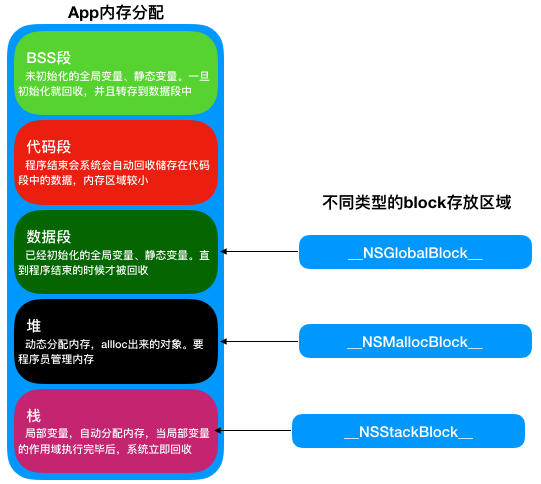 App内存分配
BSS段
未初始化的全局变量、静态变量。一旦
初始化就回收，并且转存到数据段中
代码段
程序结束会系统会自动回收储存在代码
段中的数据，内存区域较小
不同类型的block存放区域
数据段
已经初始化的全局变量、静态变量。直
到程序结束的时候才被回收
__NSGlobalBlock__
堆
动态分配内存，allloc出来的对象。要
程序员管理内存
__NSMallocBlock__
栈
局部变量，自动分配内存，当局部变量
的作用域执行完毕后，系统立即回收
__NSStackBlock__